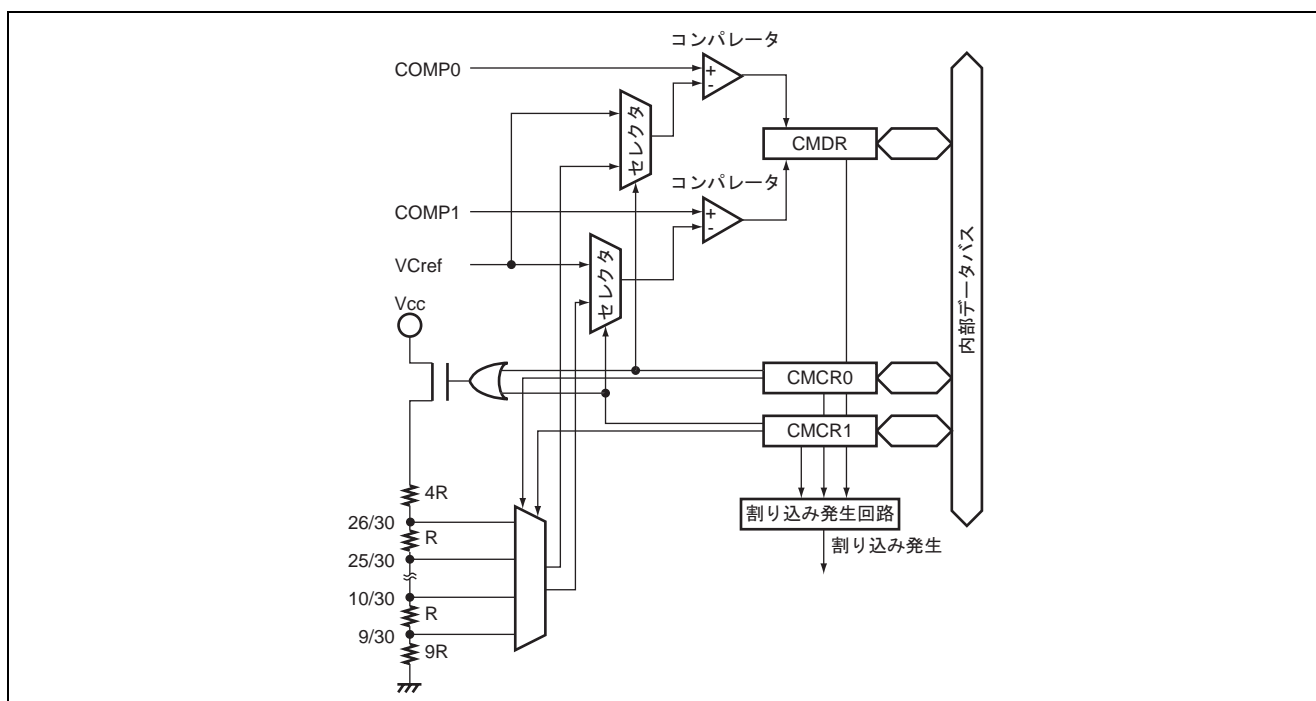 コンパレータ
COMP0
+
-
セレクタ
CMDR
コンパレータ
COMP1
+
-
VCref
セレクタ
Vcc
内部データバス
CMCR0
CMCR1
4R
26/30
R
25/30
10/30
R
9/30
9R
割り込み発生回路
割り込み発生